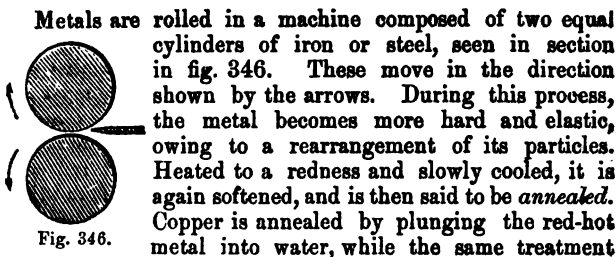 Metals are rolled in a machine composed of two equal
cylinders of iron or steel, seen in section
in fig. 346. These move in the direction
shown by the arrows. During this process,
the metal becomes more hard and elastic,
owing to a rearrangement of its particles.
Heated to a redness and slowly cooled, it is
again softened, and is then said to be annealed.
Copper is annealed by plunging the red-hot
metal into water, while the same treatment
Fig. 346.